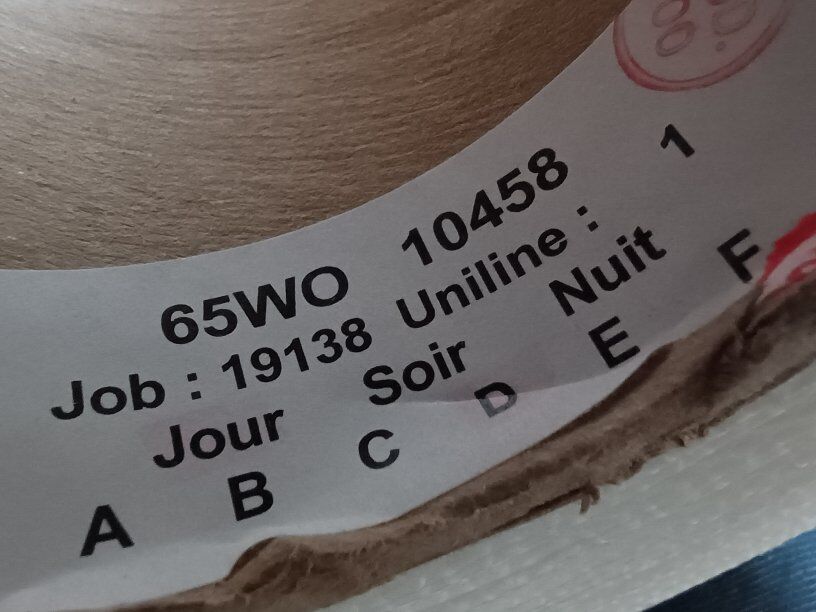 65WO 10458 1
Job : 19138 Uniline :
Jour Soir Nuit
A B C D E F